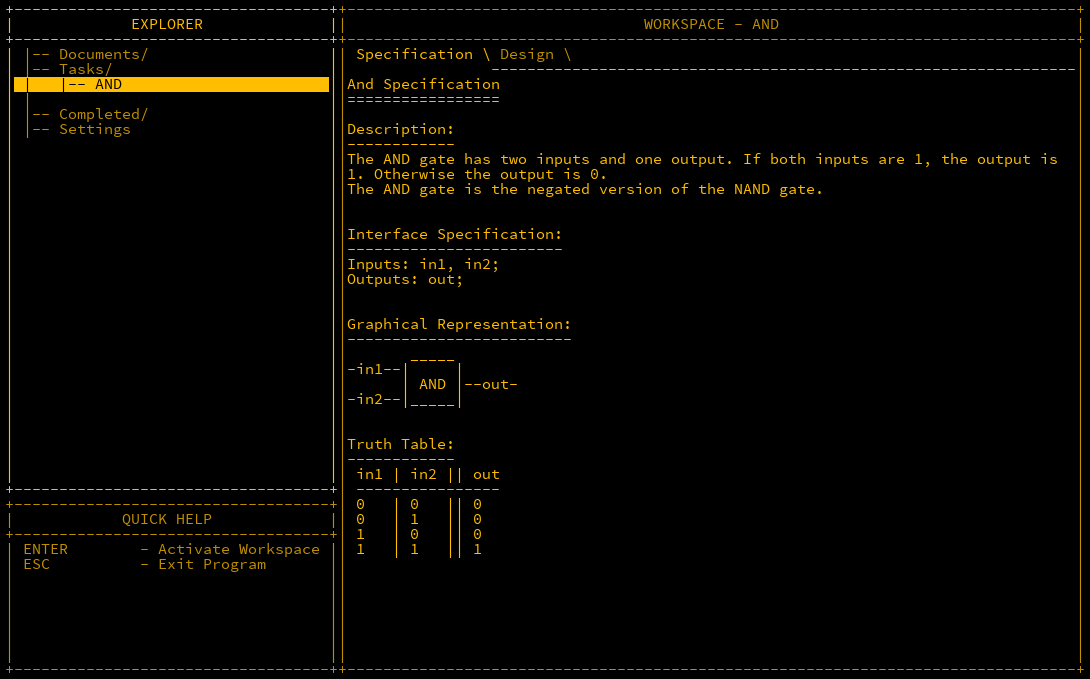 EXPLORER
|-- Documents/
|-- Tasks/
|   |-- AND
|
|-- Completed/
|-- Settings
QUICK HELP
ENTER        - Activate Workspace
ESC          - Exit Program
WORKSPACE - AND
Specification \ Design \
And Specification
=================
Description:
------------
The AND gate has two inputs and one output. If both inputs are 1, the output is
1. Otherwise the output is 0.
The AND gate is the negated version of the NAND gate.
Interface Specification:
------------------------
Inputs: in1, in2;
Outputs: out;
Graphical Representation:
-------------------------
       _____
-in1--|     |
      | AND |--out-
-in2--|_____|
Truth Table:
------------
 in1 | in2 || out
 ----------------
 0   | 0   || 0
 0   | 1   || 0
 1   | 0   || 0
 1   | 1   || 1